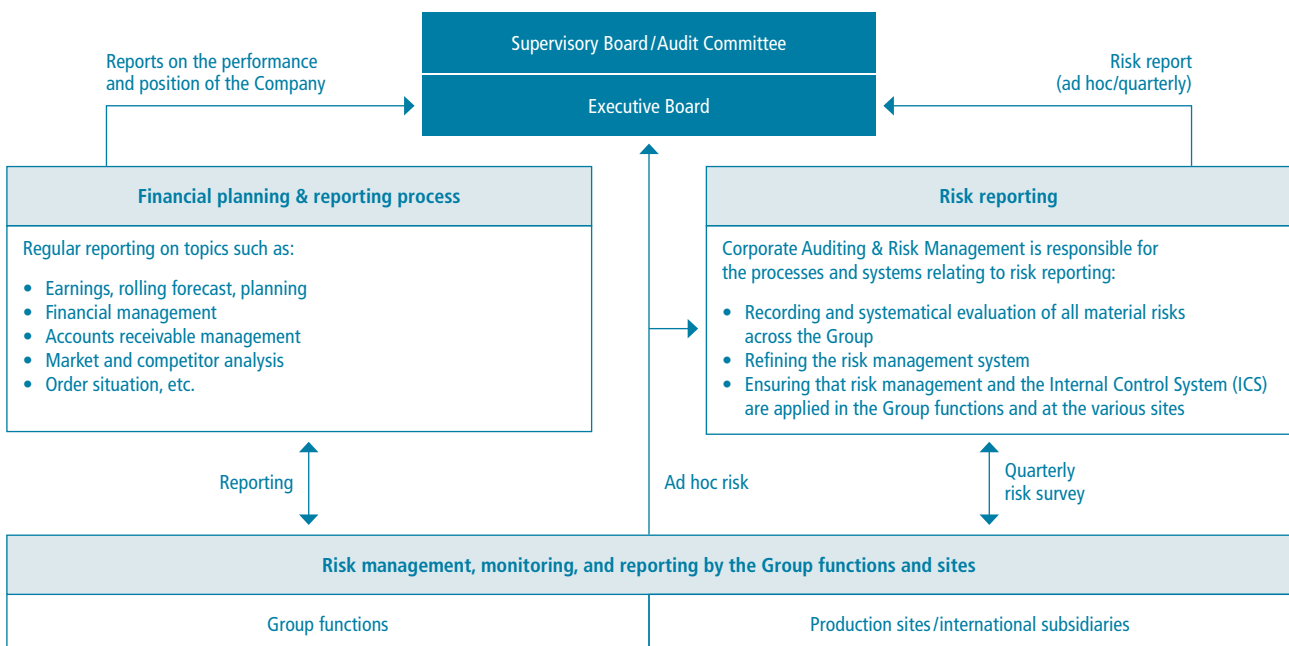 Supervisory Board/Audit Committee
Executive Board
Reports on the performance
and position of the Company
Risk report
(ad hoc/quarterly)
Financial planning & reporting process
Regular reporting on topics such as:
• Earnings, rolling forecast, planning
• Financial management
• Accounts receivable management
• Market and competitor analysis
• Order situation, etc.
Risk reporting
Corporate Auditing & Risk Management is responsible for
the processes and systems relating to risk reporting:
• Recording and systematical evaluation of all material risks
across the Group
• Refining the risk management system
• Ensuring that risk management and the Internal Control System (ICS)
are applied in the Group functions and at the various sites
Reporting
Ad hoc risk
Quarterly
risk survey
Risk management, monitoring, and reporting by the Group functions and sites
Group functions
Production sites/international subsidiaries